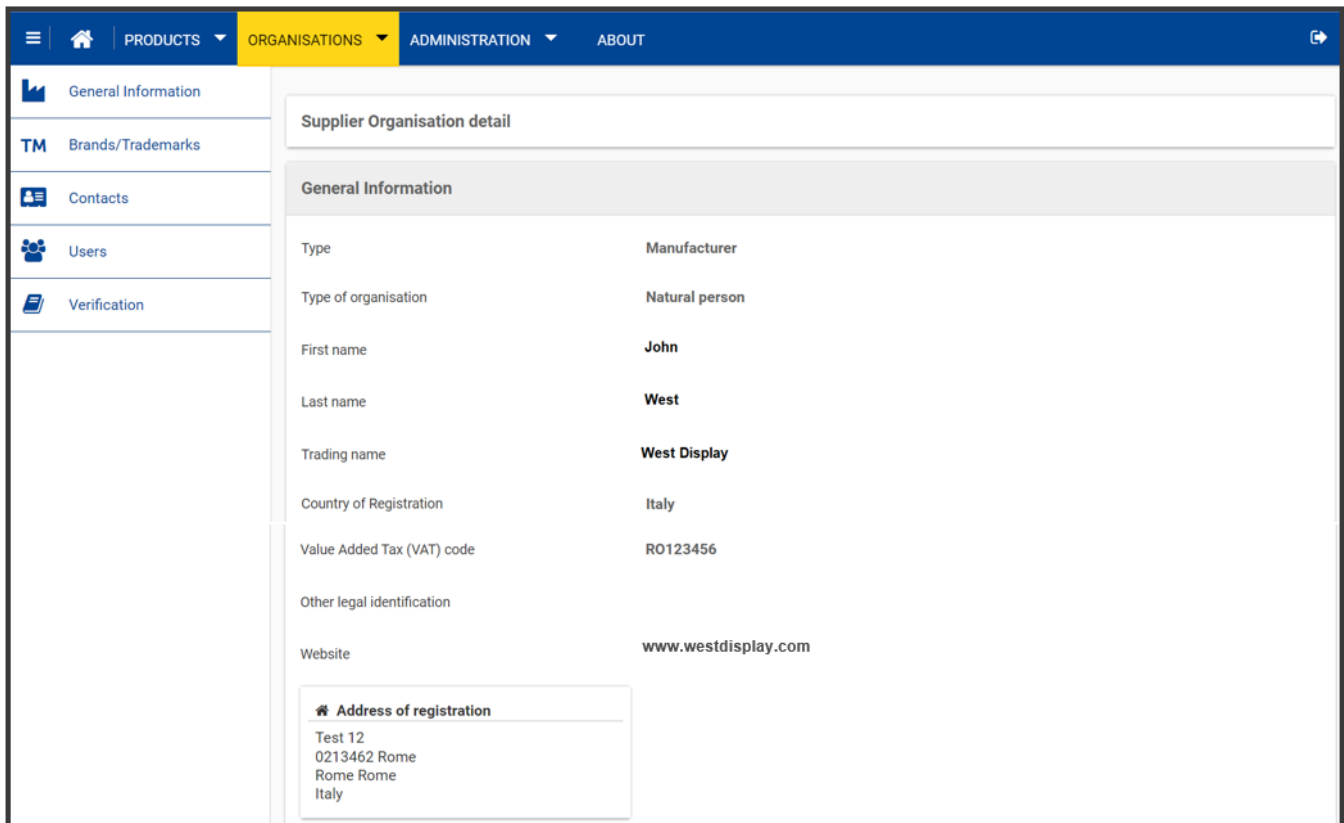 PRODUCTS ORGANISATIONS ADMINISTRATION ABOUT
General Information
TM Brands/Trademarks
Contacts
Users
Verification
Supplier Organisation detail
General Information
Type Manufacturer
Type of organisation Natural person
First name John
Last name West
Trading name West Display
Country of Registration Italy
Value Added Tax (VAT) code RO123456
Other legal identification
Website www.westdisplay.com
Address of registration
Test 12
0213462 Rome
Rome Rome
Italy